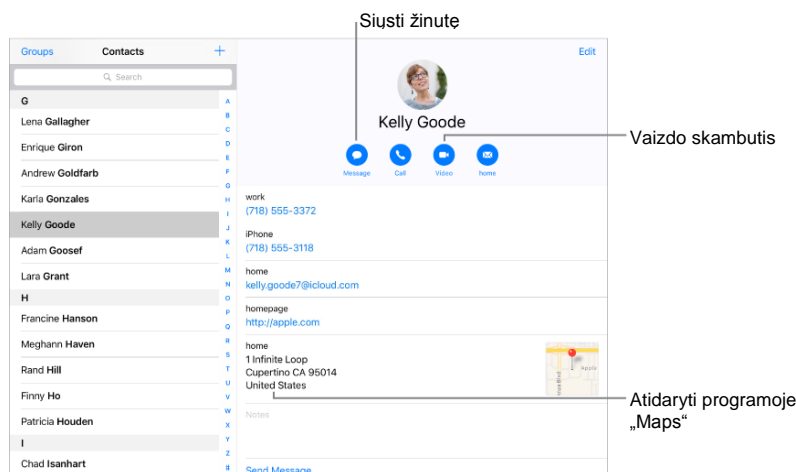 Siųsti žinutę
Groups Contacts +
Search
G
Lena Gallagher
Enrique Giron
Andrew Goldfarb
Karla Gonzales
Kelly Goode
Adam Goosef
Lara Grant
H
Francine Hanson
Meghann Haven
Rand Hill
Finny Ho
Patricia Houden
I
Chad Isanhart
A
B
C
D
E
F
G
H
I
J
K
L
M
N
O
P
Q
R
S
T
U
V
W
X
Y
Z
#
Edit
Kelly Goode
Message Call Video home
Vaizdo skambutis
work
(718) 555-3372
iPhone
(718) 555-3118
home
kelly.goode7@icloud.com
homepage
http://apple.com
home
1 Infinite Loop
Cupertino CA 95014
United States
Apple
Atidaryti programoje
„Maps“
Notes
Send Message